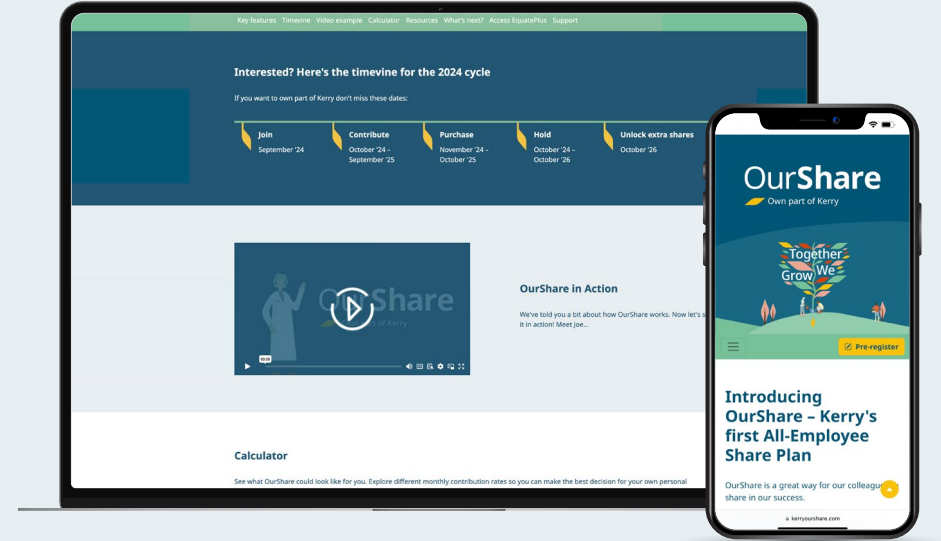 Key features Timevine Video example Calculator Resources What's next? Access EquatePlus Support
Interested? Here's the timevine for the 2024 cycle
If you want to own part of Kerry don't miss these dates:
Join
September '24
Contribute
October '24 –
September '25
Purchase
November '24 –
October '25
Hold
October '24 –
October '26
Unlock extra shares
October '26
OurShare
part of Kerry
00:00
OurShare in Action
We've told you a bit about how OurShare works. Now let's s
it in action! Meet Joe...
Calculator
See what OurShare could look like for you. Explore different monthly contribution rates so you can make the best decision for your own personal
OurShare
Own part of Kerry
Together
We
Grow
Pre-register
Introducing
OurShare – Kerry's
first All-Employee
Share Plan
OurShare is a great way for our colleagu
share in our success.
kerryourshare.com